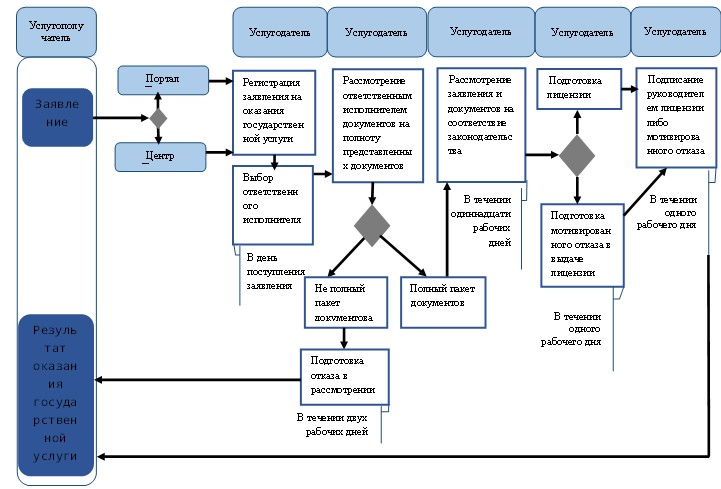 Услугополу
чатель
Услугодатель
Услугодатель
Услугодатель
Услугодатель
Услугодатель
Заявле
ние
Портал
Центр
Регистрация
заявления на
оказания
государствен
ной услуги
Выбор
ответственн
ого
исполнителя
В день
поступления
заявления
Рассмотрение
ответственным
исполнителем
документов на
полноту
представленны
х документов
Не полный
пакет
документова
Полный пакет
документов
Подготовка
отказа в
рассмотрении
В течении двух
рабочих дней
Рассмотрение
заявления и
документов на
соответствие
законодательс
тва
В течении
одиннадцати
рабочих
дней
Подготовка
лицензии
Подготовка
мотивирован
ного отказа в
выдаче
лицензии
В течении
одного
рабочего дня
Подписание
руководител
ем лицензии
либо
мотивирова
нного отказа
В течении
одного
рабочего дня
Резуль
тат
оказан
ия
госуда
рствен
ной
услуги